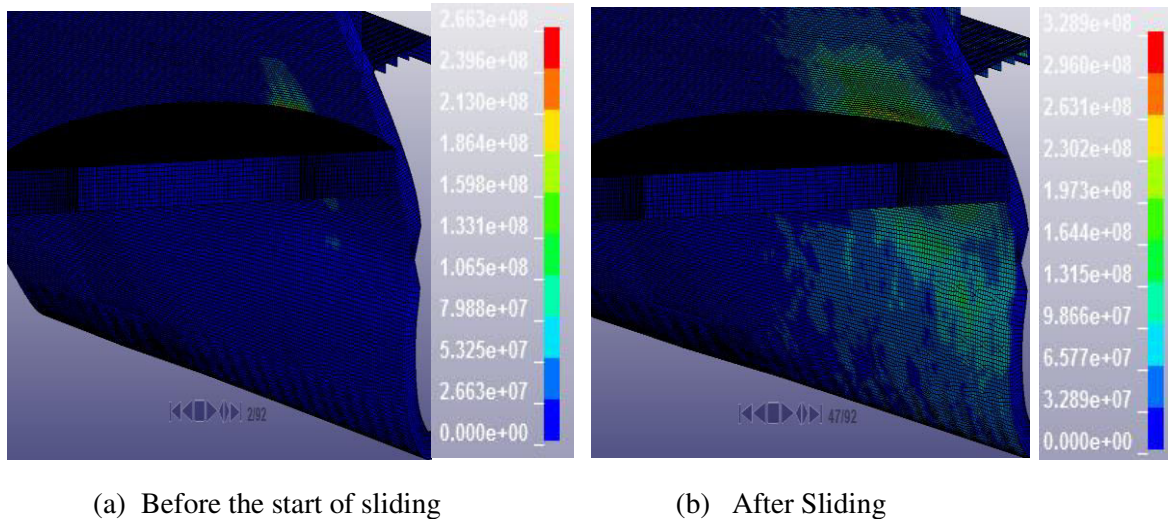 2.663e+08
2.396e+08
2.130e+08
1.864e+08
1.598e+08
1.331e+08
1.065e+08
7.988e+07
5.325e+07
2.663e+07
0.000e+00
2/92
3.289e+08
2.960e+08
2.631e+08
2.302e+08
1.973e+08
1.644e+08
1.315e+08
9.866e+07
6.577e+07
3.289e+07
0.000e+00
47/92
(a) Before the start of sliding
(b) After Sliding